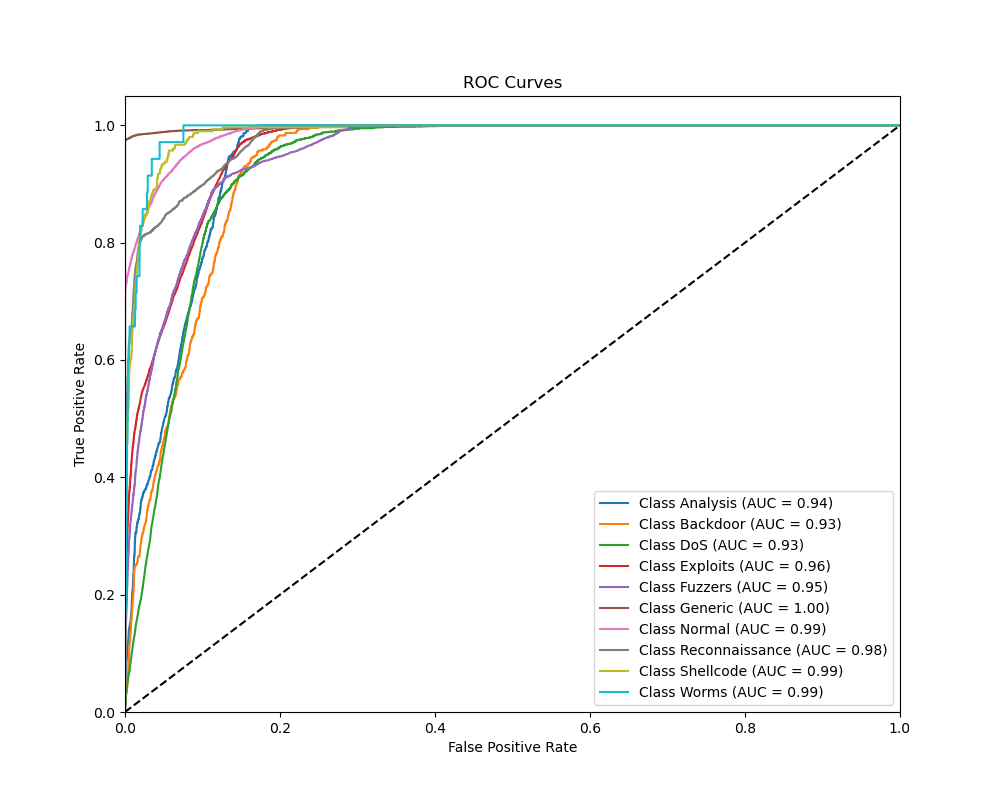 ROC Curves
1.0
0.8
0.6
0.4
0.2
0.0
True Positive Rate
0.0 0.2 0.4 0.6 0.8 1.0
False Positive Rate
Class Analysis (AUC = 0.94)
Class Backdoor (AUC = 0.93)
Class DoS (AUC = 0.93)
Class Exploits (AUC = 0.96)
Class Fuzzers (AUC = 0.95)
Class Generic (AUC = 1.00)
Class Normal (AUC = 0.99)
Class Reconnaissance (AUC = 0.98)
Class Shellcode (AUC = 0.99)
Class Worms (AUC = 0.99)